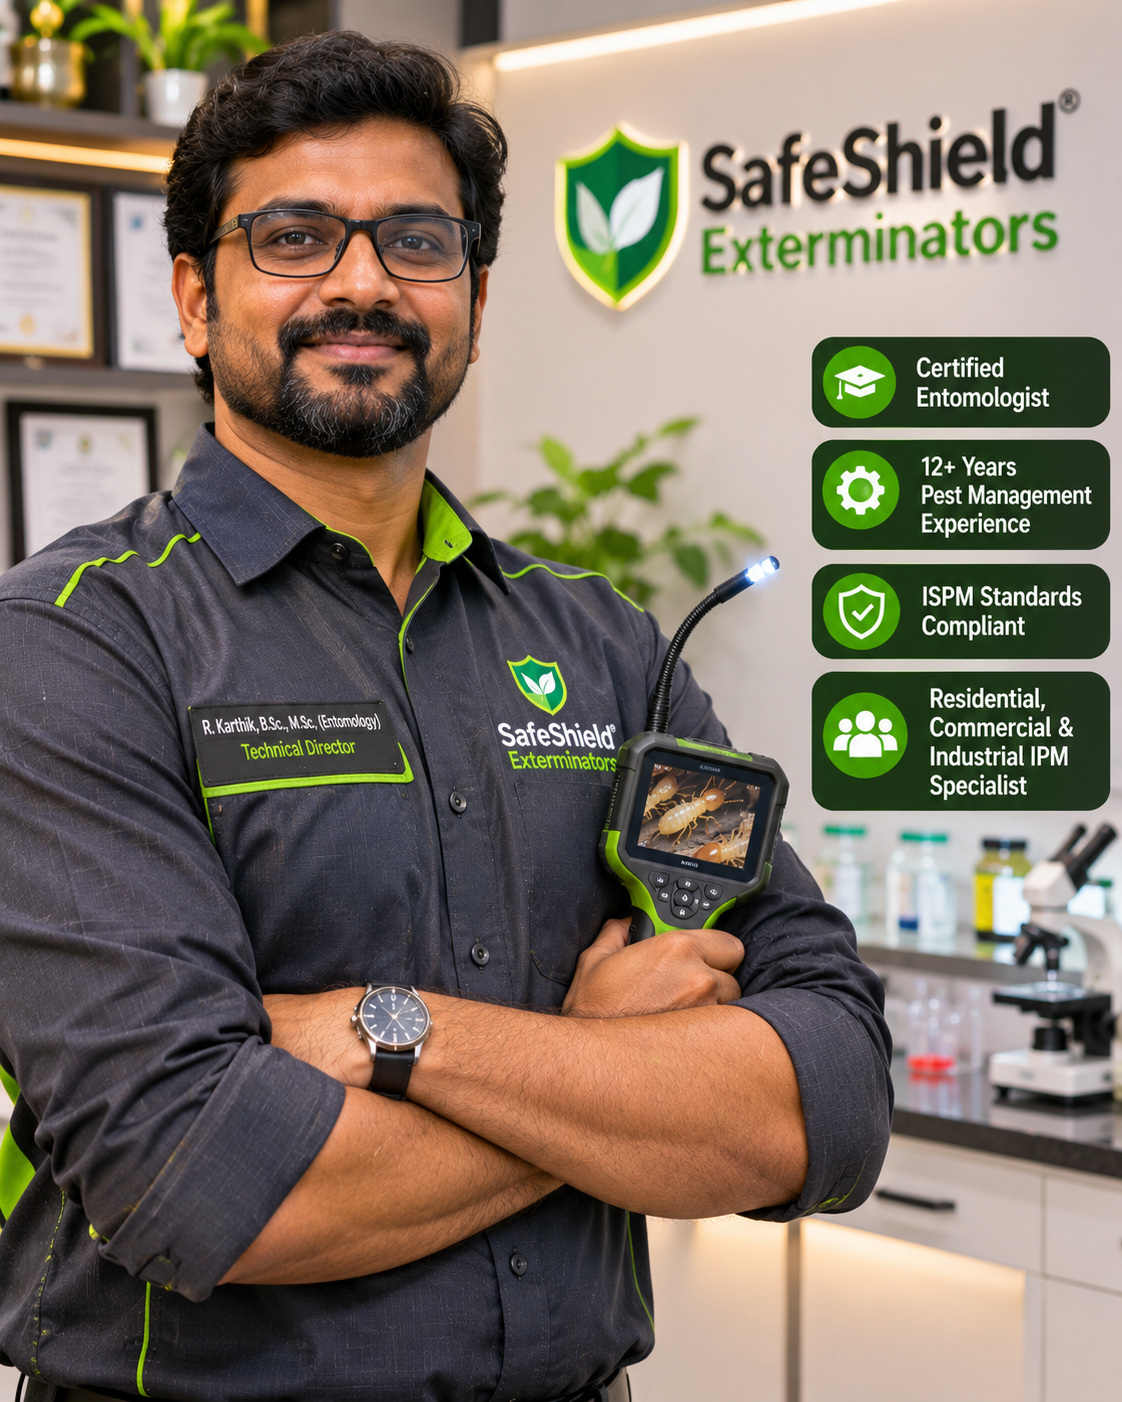 SafeShield®
Exterminators
Certified
Entomologist
12+ Years
Pest Management
Experience
ISPM Standards
Compliant
Residential,
Commercial &
Industrial IPM
Specialist
R. Karthik, B.Sc., M.Sc, (Entomology)
Technical Director
SafeShield®
Exterminators